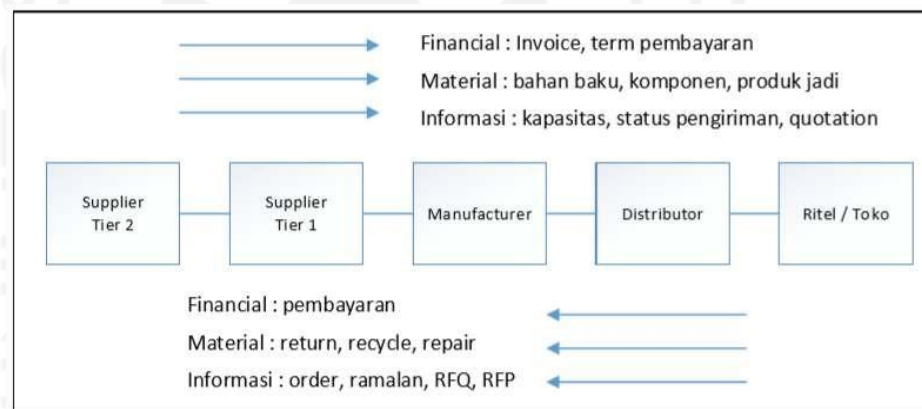 Financial : Invoice, term pembayaran
Material : bahan baku, komponen, produk jadi
Informasi : kapasitas, status pengiriman, quotation
Supplier
Tier 2
Supplier
Tier 1
Manufacturer
Distributor
Ritel / Toko
Financial : pembayaran
Material : return, recycle, repair
Informasi : order, ramalan, RFQ, RFP